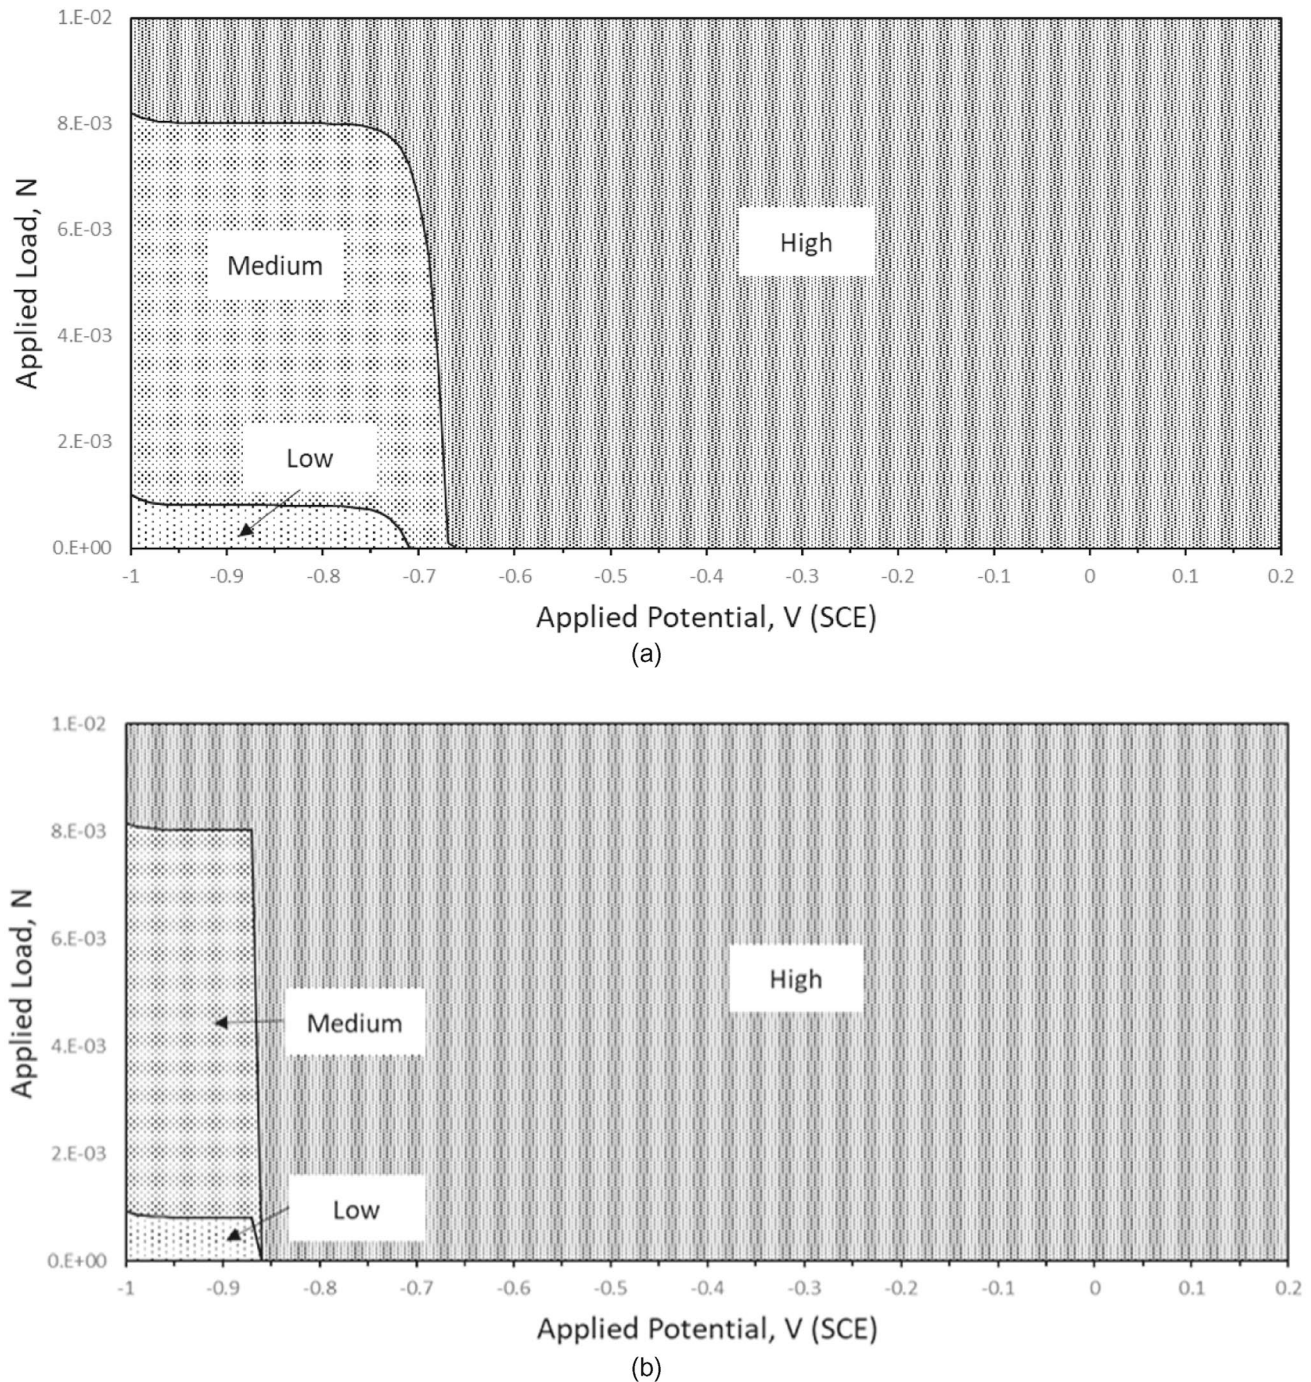 1.E-02
8.E-03
6.E-03
4.E-03
2.E-03
0.E+00
Applied Load, N
High
Medium
Low
-1 -0.9 -0.8 -0.7 -0.6 -0.5 -0.4 -0.3 -0.2 -0.1 0 0.1 0.2
Applied Potential, V (SCE)
(a)
1.E-02
8.E-03
6.E-03
4.E-03
2.E-03
0.E+00
Applied Load, N
High
Medium
Low
-1 -0.9 -0.8 -0.7 -0.6 -0.5 -0.4 -0.3 -0.2 -0.1 0 0.1 0.2
Applied Potential, V (SCE)
(b)